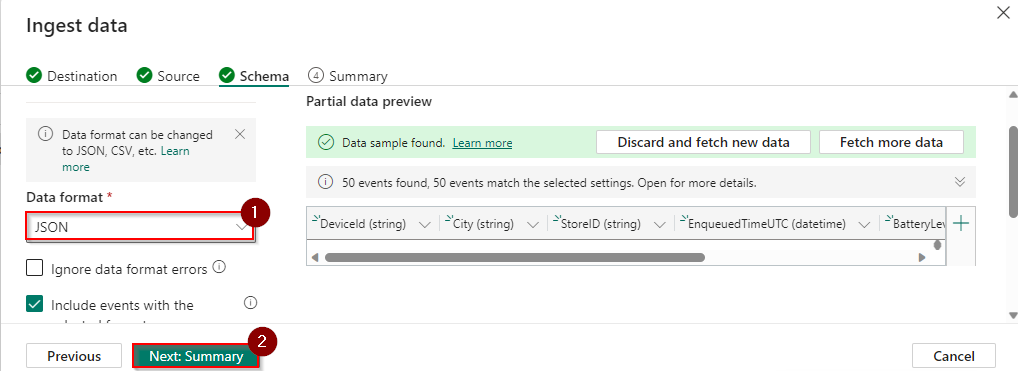 Ingest data
Destination
Source
Schema
4 Summary
Data format can be changed
to JSON, CSV, etc. Learn
more
Data format *
JSON
1
Ignore data format errors
Include events with the
Partial data preview
Data sample found. Learn more
Discard and fetch new data
Fetch more data
50 events found, 50 events match the selected settings. Open for more details.
DeviceId (string)
City (string)
StoreID (string)
EnqueuedTimeUTC (datetime)
BatteryLev
Previous
Next: Summary
2
Cancel